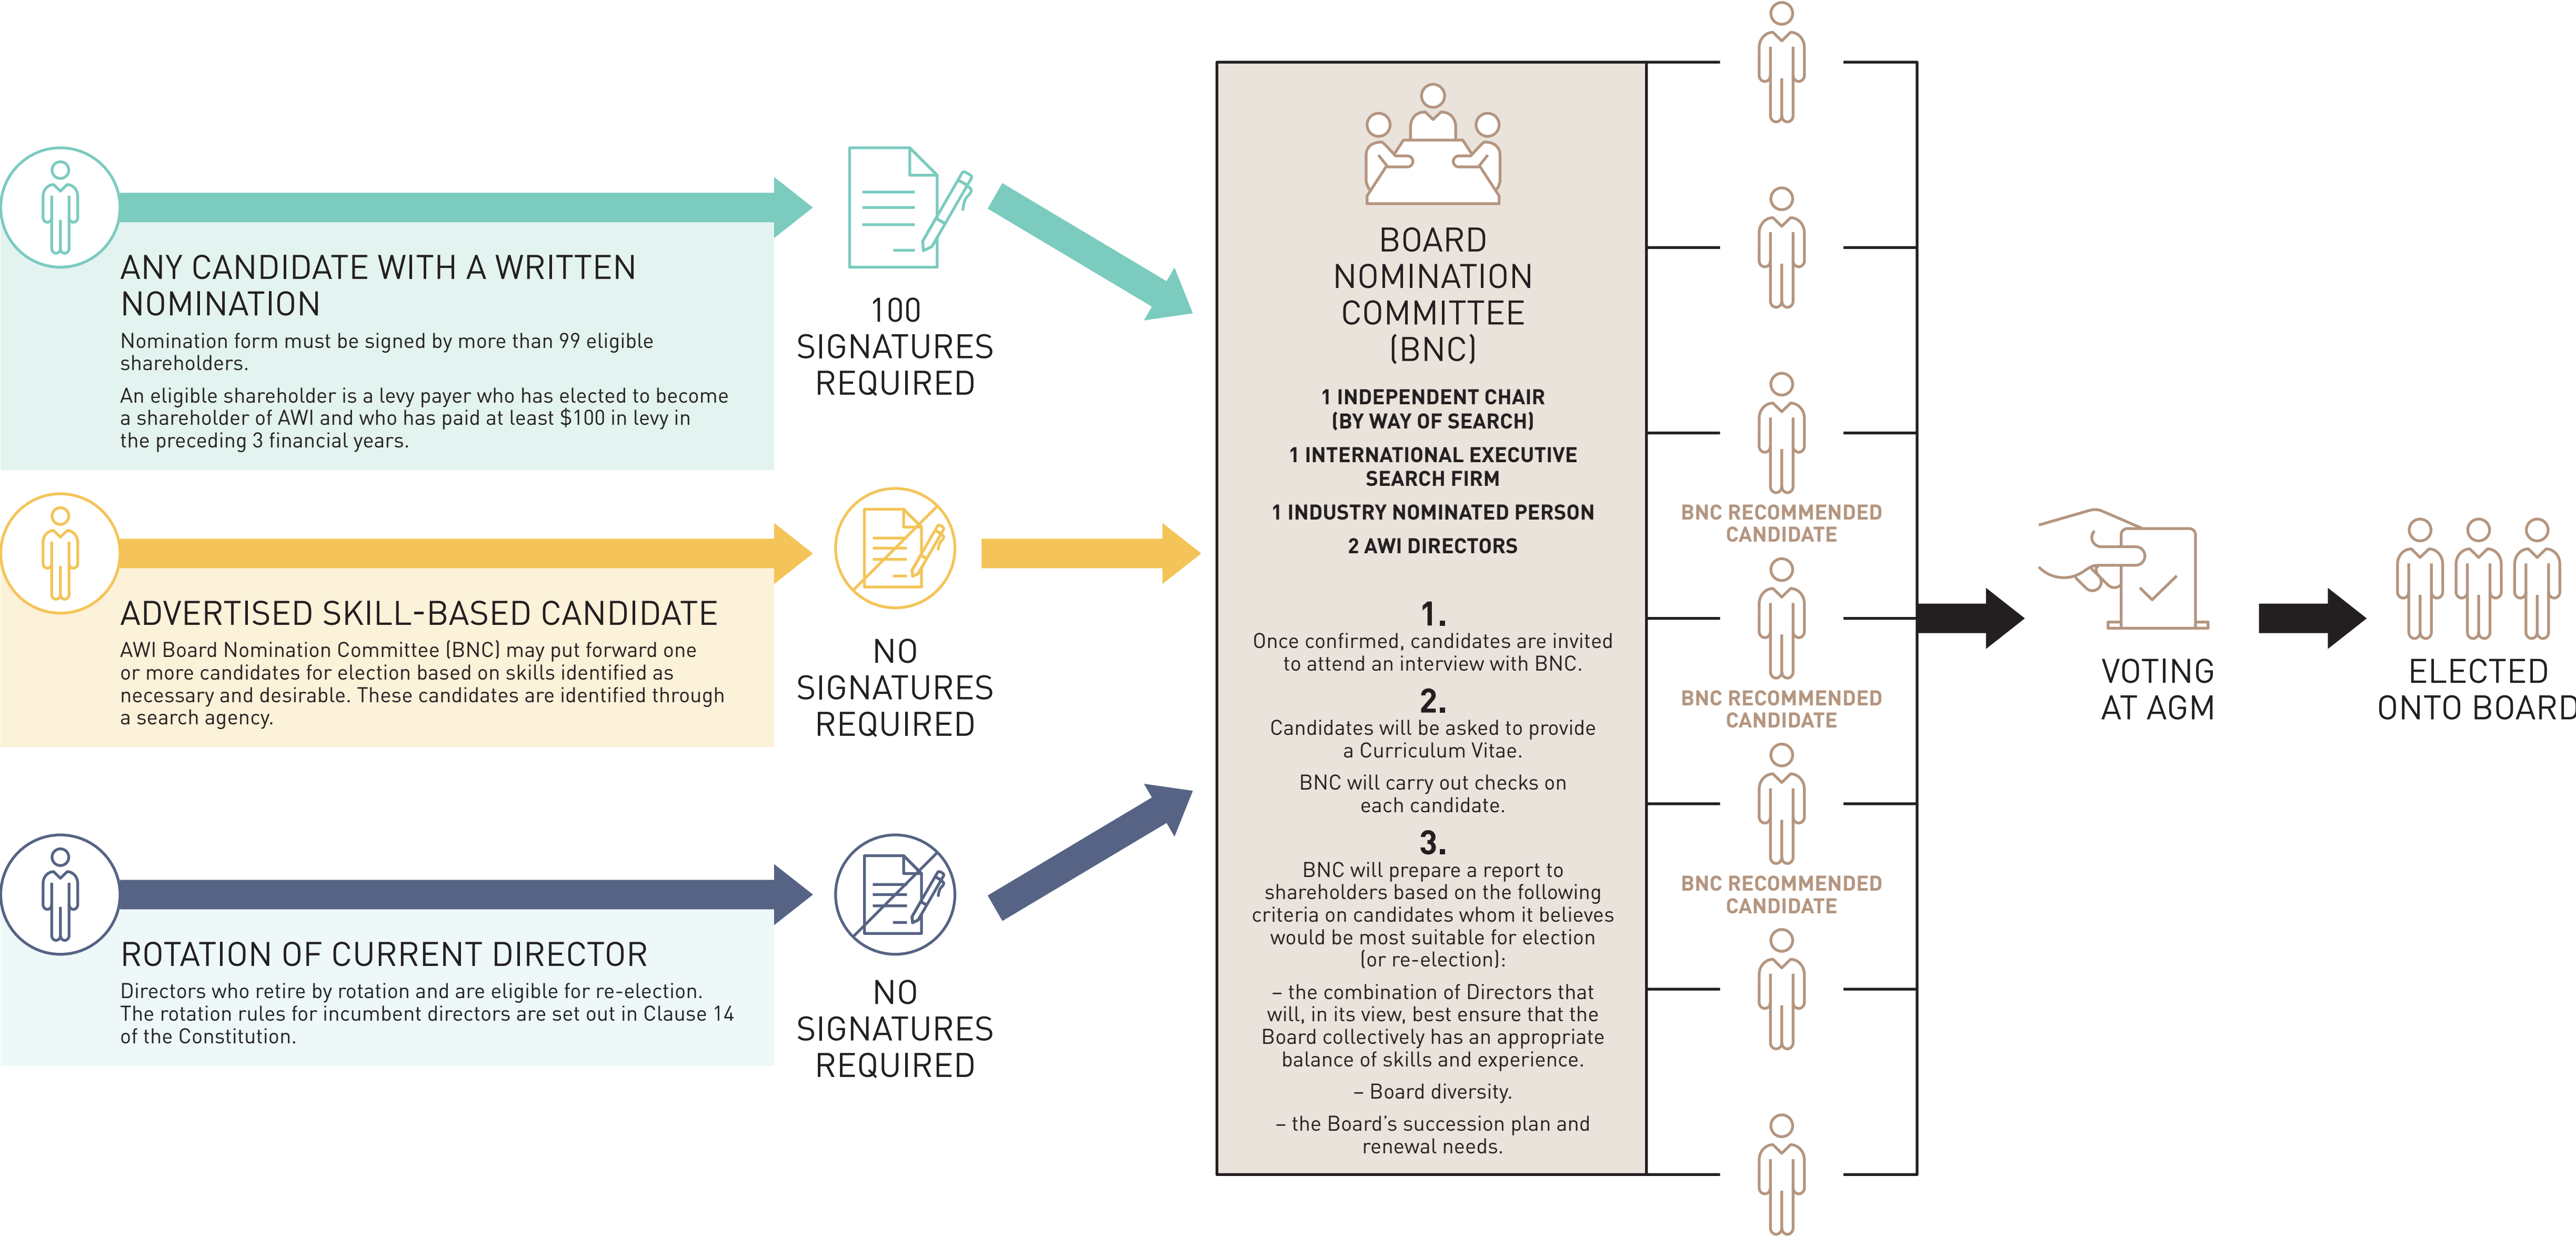 ANY CANDIDATE WITH A WRITTEN
NOMINATION
Nomination form must be signed by more than 99 eligible
shareholders.
An eligible shareholder is a levy payer who has elected to become
a shareholder of AWI and who has paid at least $100 in levy in
the preceding 3 financial years.
100
SIGNATURES
REQUIRED
ADVERTISED SKILL-BASED CANDIDATE
AWI Board Nomination Committee (BNC) may put forward one
or more candidates for election based on skills identified as
necessary and desirable. These candidates are identified through
a search agency.
NO
SIGNATURES
REQUIRED
ROTATION OF CURRENT DIRECTOR
Directors who retire by rotation and are eligible for re-election.
The rotation rules for incumbent directors are set out in Clause 14
of the Constitution.
NO
SIGNATURES
REQUIRED
BOARD
NOMINATION
COMMITTEE
(BNC)
1 INDEPENDENT CHAIR
(BY WAY OF SEARCH)
1 INTERNATIONAL EXECUTIVE
SEARCH FIRM
1 INDUSTRY NOMINATED PERSON
2 AWI DIRECTORS
1.
Once confirmed, candidates are invited
to attend an interview with BNC.
2.
Candidates will be asked to provide
a Curriculum Vitae.
BNC will carry out checks on
each candidate.
3.
BNC will prepare a report to
shareholders based on the following
criteria on candidates whom it believes
would be most suitable for election
(or re-election):
– the combination of Directors that
will, in its view, best ensure that the
Board collectively has an appropriate
balance of skills and experience.
– Board diversity.
– the Board's succession plan and
renewal needs.
BNC RECOMMENDED
CANDIDATE
BNC RECOMMENDED
CANDIDATE
BNC RECOMMENDED
CANDIDATE
VOTING
AT AGM
ELECTED
ONTO BOARD